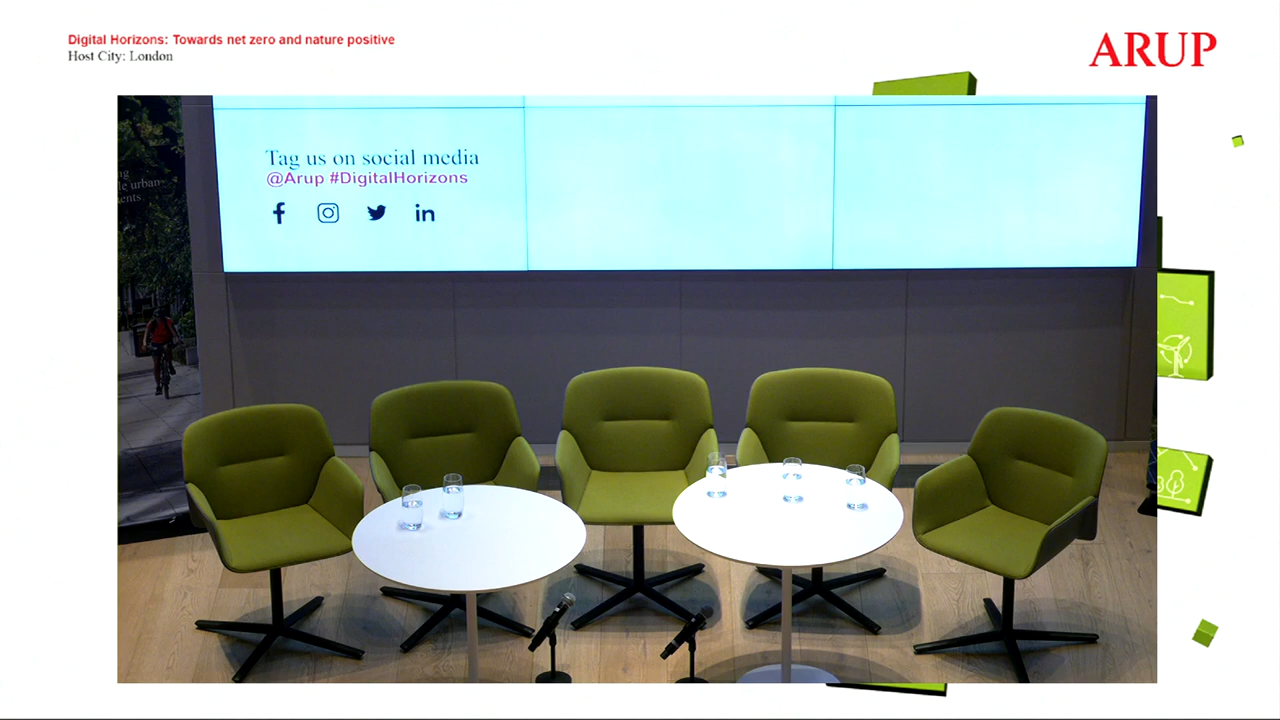 Digital Horizons: Towards net zero and nature positive
Host City: London
ARUP
Tag us on social media
@Arup #DigitalHorizons
urban